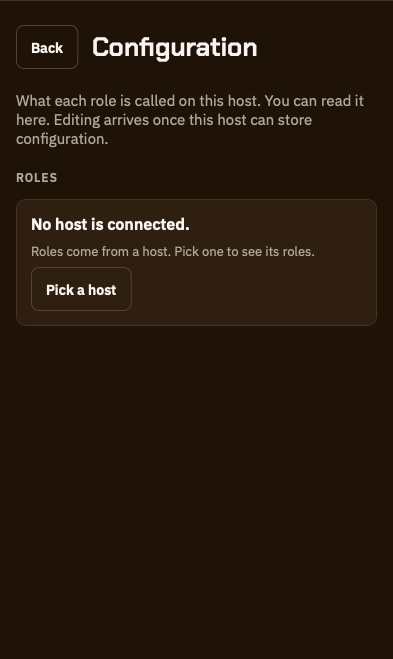 Back
Configuration
What each role is called on this host. You can read it
here. Editing arrives once this host can store
configuration.
ROLES
No host is connected.
Roles come from a host. Pick one to see its roles.
Pick a host